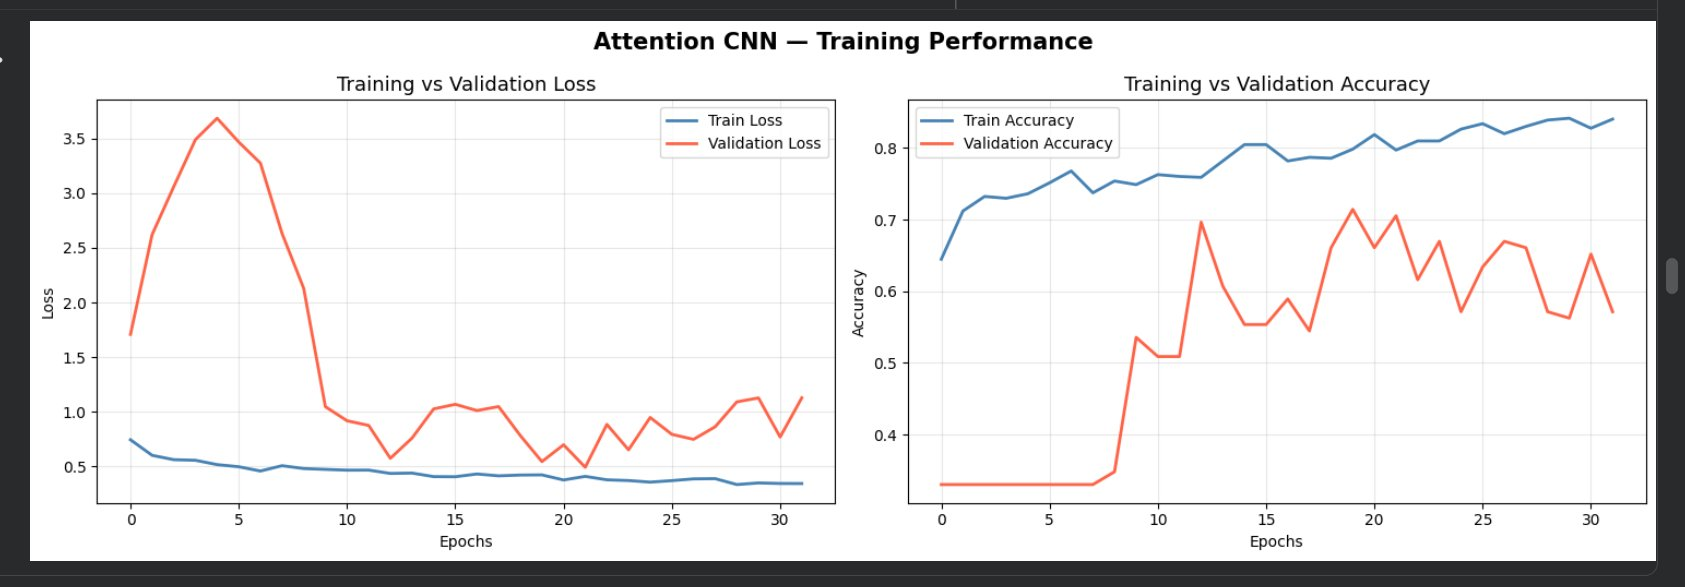 Attention CNN — Training Performance
Training vs Validation Loss
Train Loss
Validation Loss
3.5
3.0
2.5
2.0
1.5
1.0
0.5
Loss
0 5 10 15 20 25 30
Epochs
Training vs Validation Accuracy
Train Accuracy
Validation Accuracy
0.8
0.7
0.6
0.5
0.4
Accuracy
0 5 10 15 20 25 30
Epochs